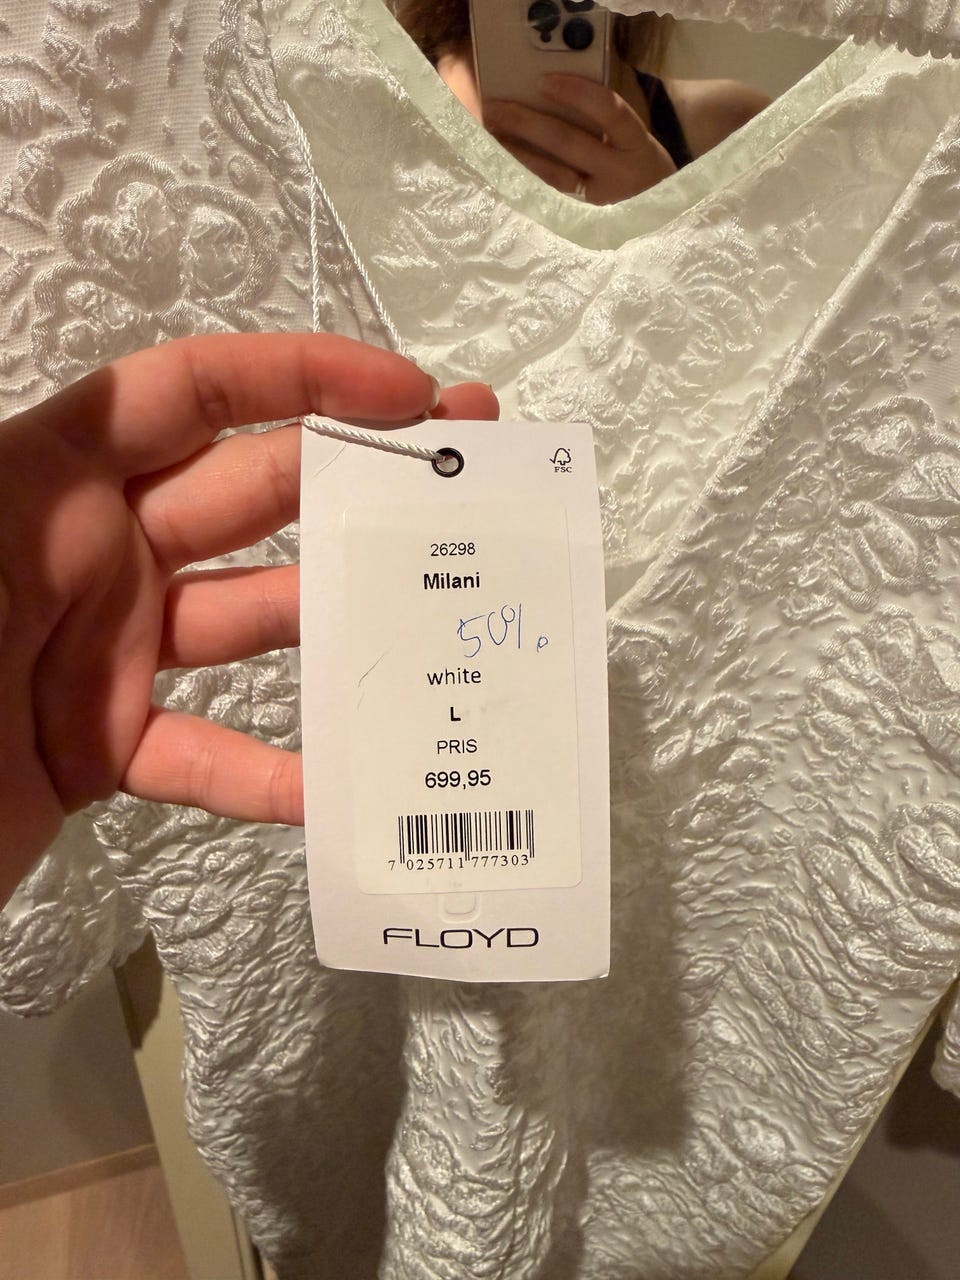 FSC
26298
Milani
50%
white
L
PRIS
699,95
7 025711 777303
FLOYD